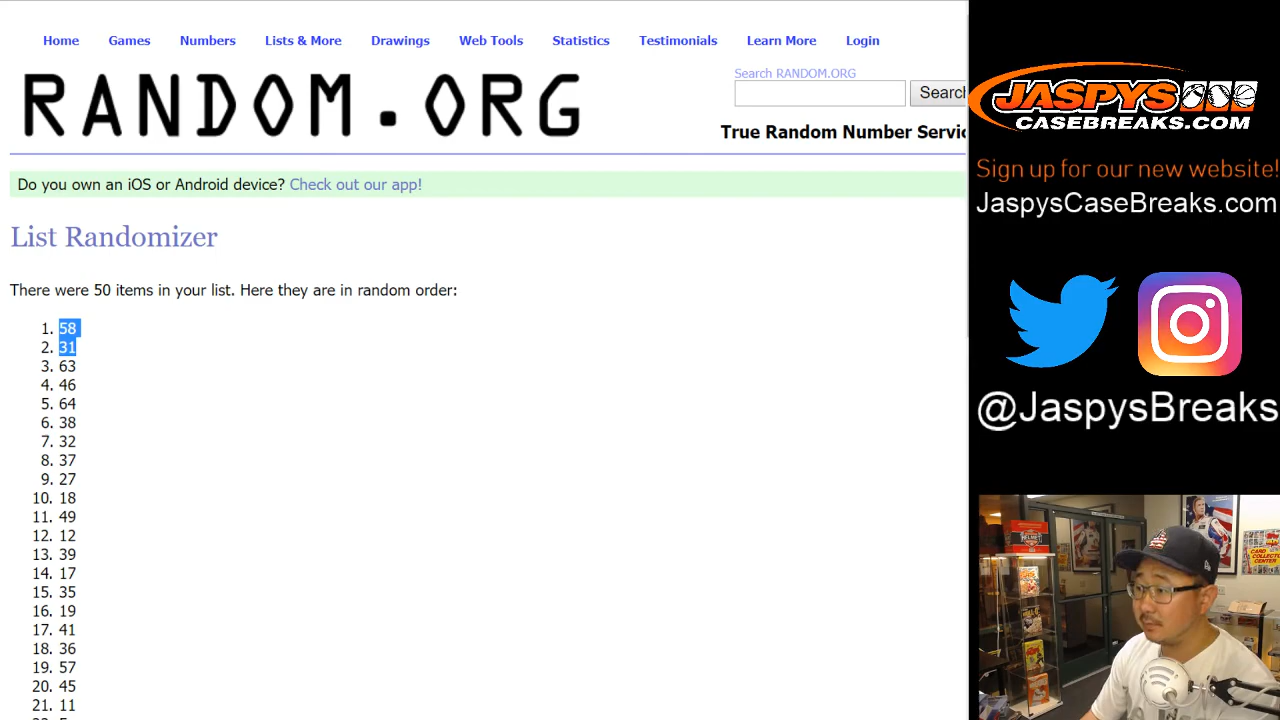 Home Games Numbers Lists & More Drawings Web Tools Statistics Testimonials Learn More Login
RANDOM.ORG
Search RANDOM.ORG
Search
True Random Number Servic
Do you own an iOS or Android device? Check out our app!
List Randomizer
There were 50 items in your list. Here they are in random order:
1. 58
2. 31
3. 63
4. 46
5. 64
6. 38
7. 32
8. 37
9. 27
10. 18
11. 49
12. 12
13. 39
14. 17
15. 35
16. 19
17. 41
18. 36
19. 57
20. 45
21. 11
JASPYS
CASEBREAKS.COM
Sign up for our new website!
JaspysCaseBreaks.com
@JaspysBreaks
HELMET
CARD
COLLECTOR
CENTER